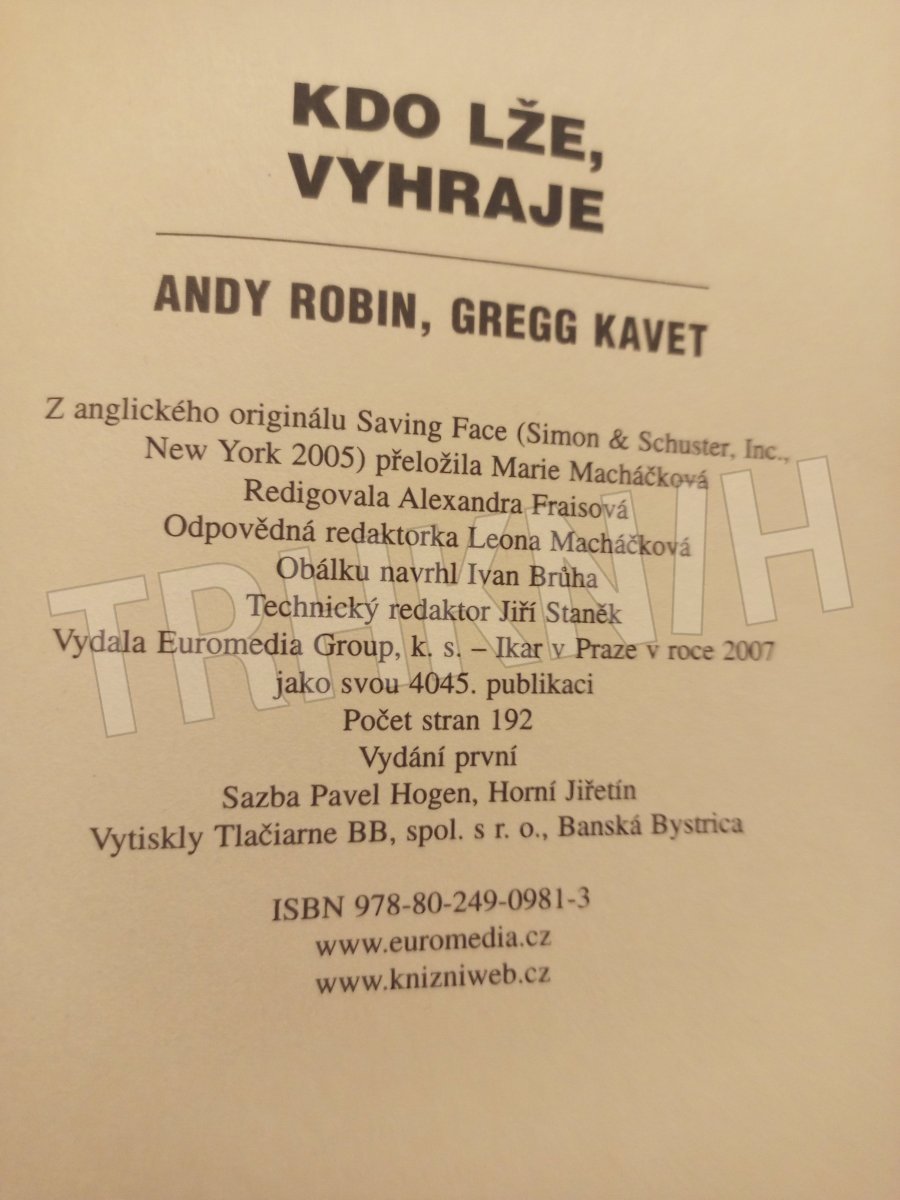 KDO LŽE,
VYHRAJE
ANDY ROBIN, GREGG KAVET
Z anglického originálu Saving Face (Simon & Schuster, Inc.,
New York 2005) přeložila Marie Macháčková
Redigovala Alexandra Fraisová
Odpovědná redaktorka Leona Macháčková
Obálku navrhl Ivan Brůha
Technický redaktor Jiří Staněk
Vydala Euromedia Group, k. s. – Ikar v Praze v roce 2007
jako svou 4045. publikaci
Počet stran 192
Vydání první
Sazba Pavel Hogen, Horní Jiřetín
Vytiskly Tlačiarne BB, spol. s r. o., Banská Bystrica
ISBN 978-80-249-0981-3
www.euromedia.cz
www.knizniweb.cz
TRHKNIH